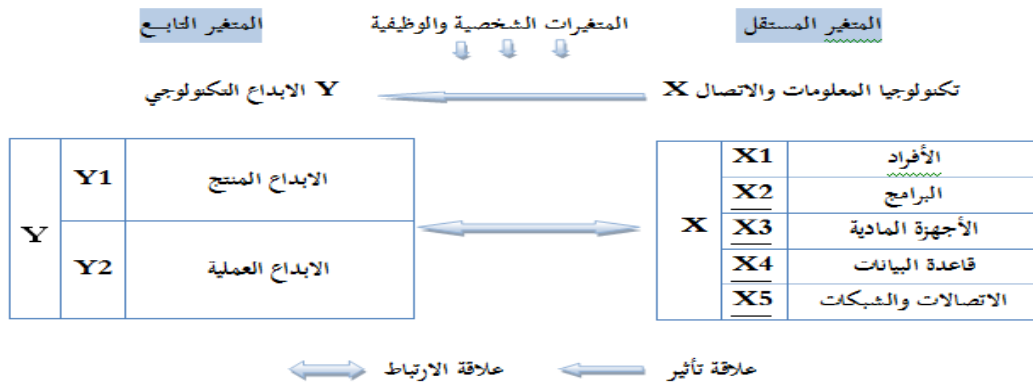 المتغير المستقل
المتغيرات الشخصية والوظيفية
المتغير التابع
تكنولوجيا المعلومات والاتصال X
Y الابداع التكنولوجي
X
X1 الأفراد
X2 البرامج
X3 الأجهزة المادية
X4 قاعدة البيانات
X5 الاتصالات والشبكات
Y
Y1 الابداع المنتج
Y2 الابداع العملية
علاقة تأثير
علاقة الارتباط